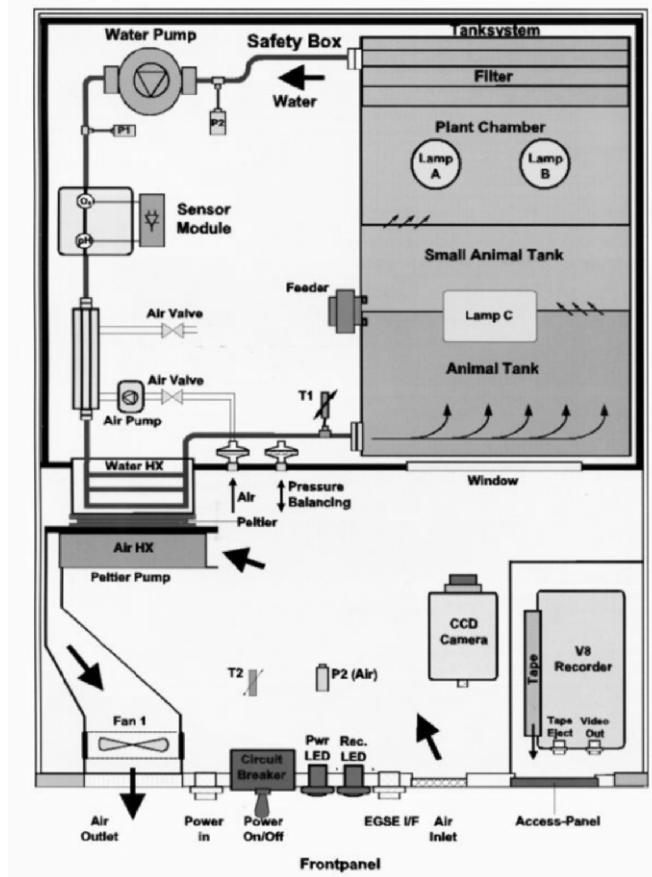 Water Pump
Safety Box
Tanksystem
Filter
Water
P1
P2
Plant Chamber
Lamp
A
Lamp
B
O₂
pH
Sensor
Module
Small Animal Tank
Feeder
Lamp C
Air Valve
Animal Tank
Air Valve
T1
Air Pump
Water HX
Air
Pressure
Balancing
Window
Peltier
Air HX
Peltier Pump
CCD
Camera
V8
Recorder
Tape
T2
P2 (Air)
Tape
Eject
Video
Out
Fan 1
Pwr
LED
Rec.
LED
Circuit
Breaker
Air
Outlet
Power
in
Power
On/Off
EGSE I/F
Air
Inlet
Access-Panel
Frontpanel